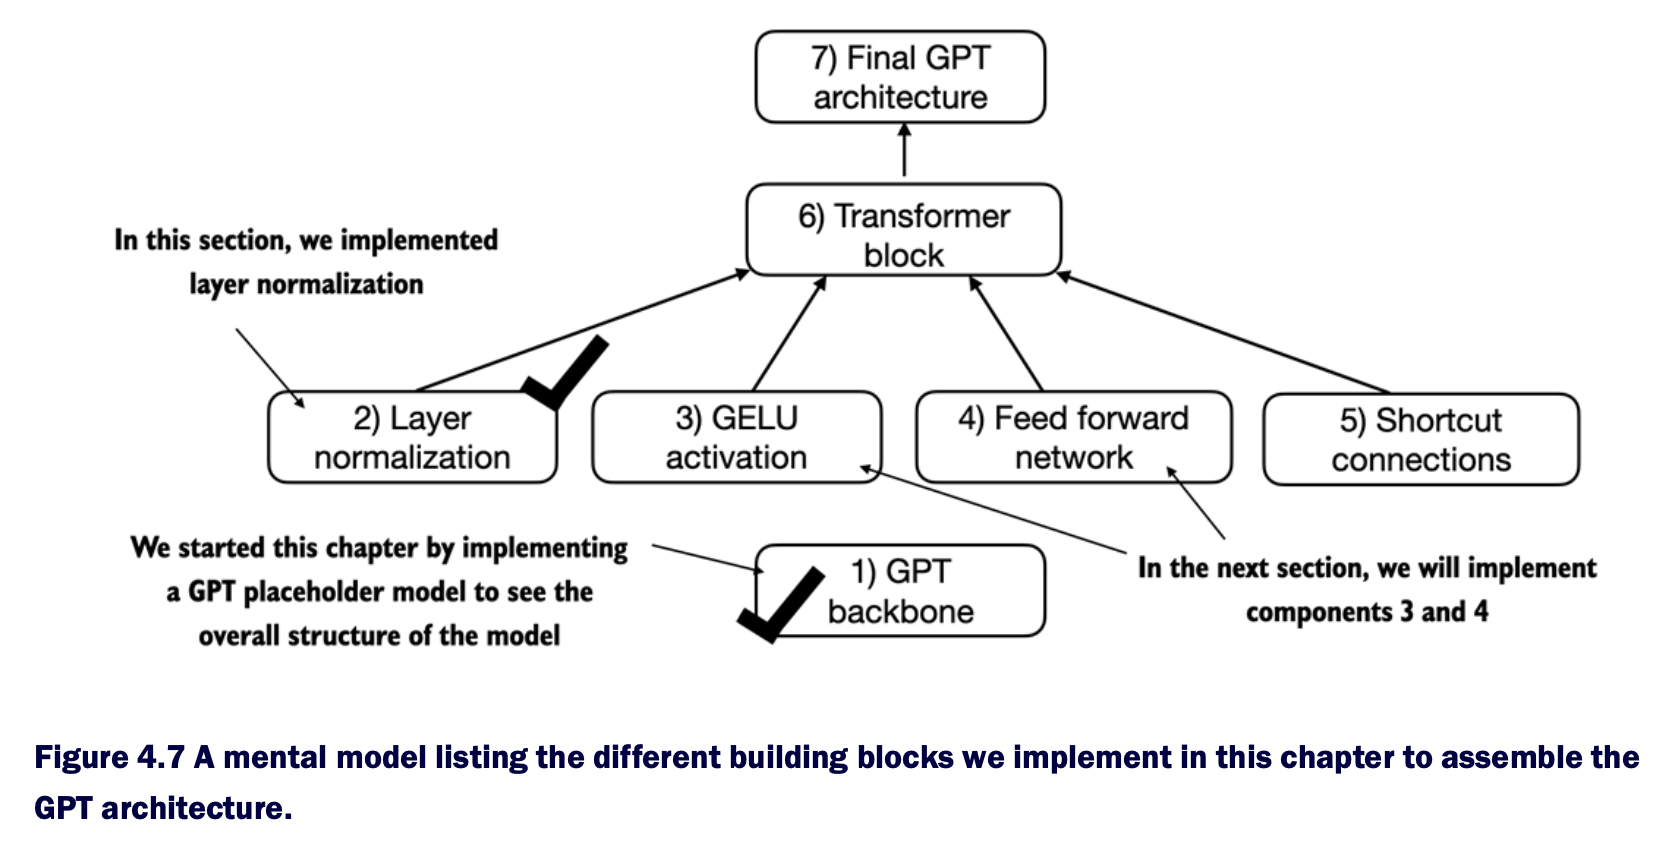 7) Final GPT
architecture
6) Transformer
block
In this section, we implemented
layer normalization
2) Layer
normalization
3) GELU
activation
4) Feed forward
network
5) Shortcut
connections
We started this chapter by implementing
a GPT placeholder model to see the
overall structure of the model
1) GPT
backbone
In the next section, we will implement
components 3 and 4
Figure 4.7 A mental model listing the different building blocks we implement in this chapter to assemble the
GPT architecture.